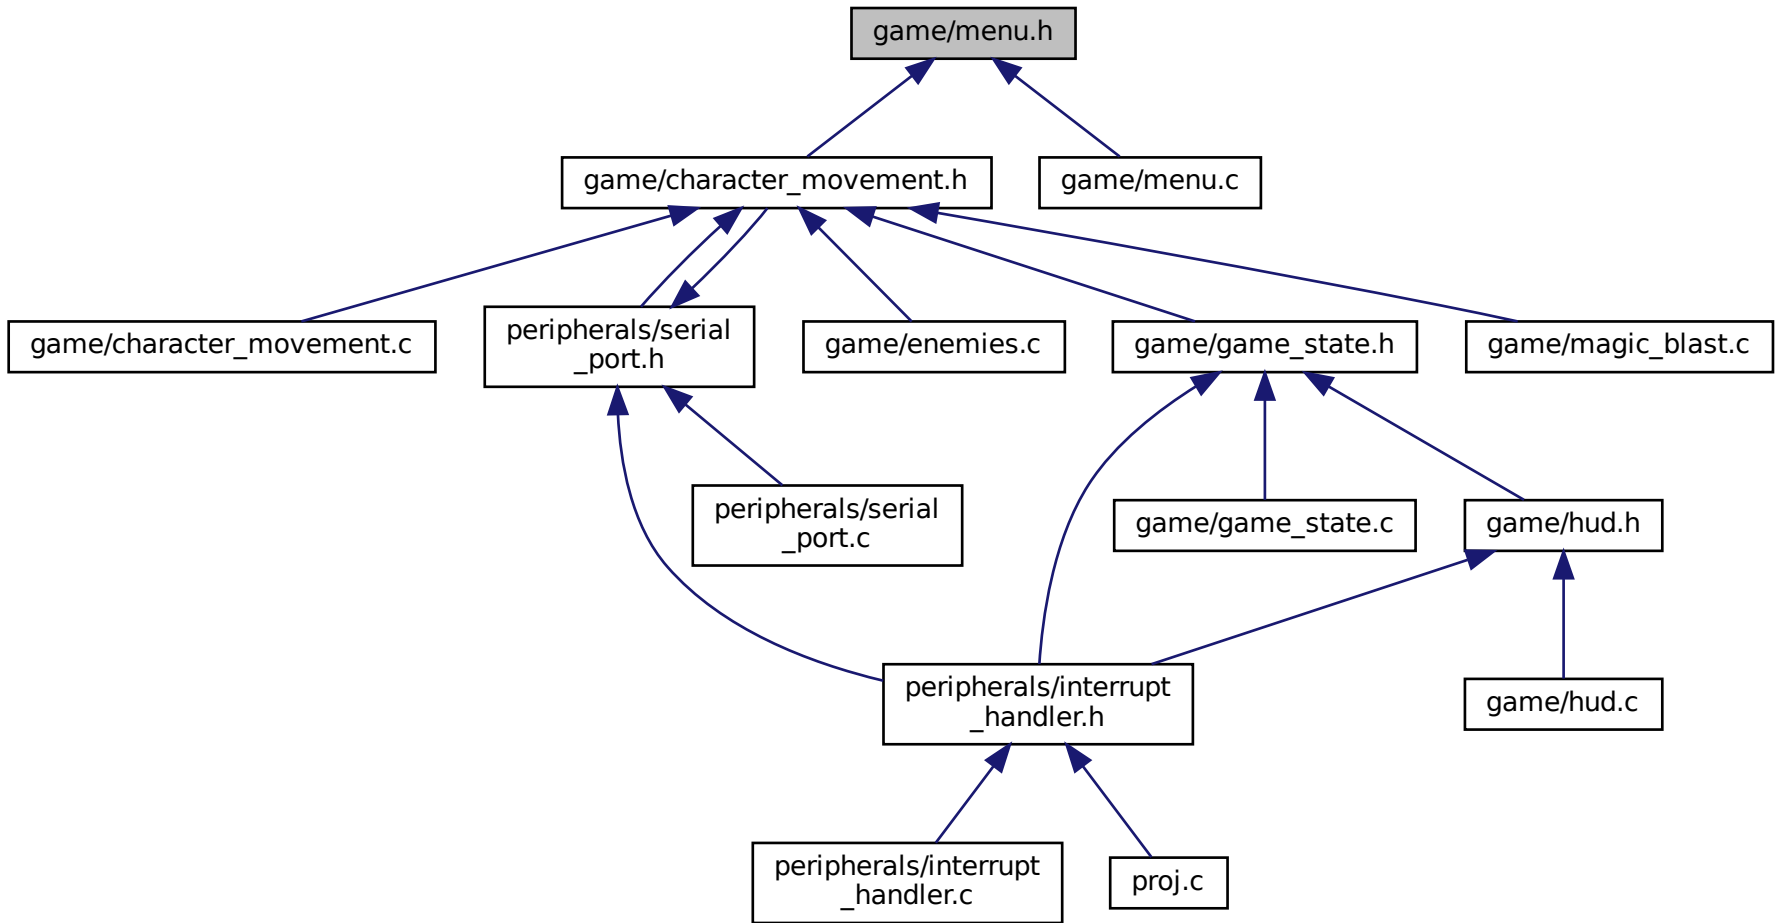 game/menu.h
game/character_movement.h
game/menu.c
game/character_movement.c
peripherals/serial
_port.h
game/enemies.c
game/game_state.h
game/magic_blast.c
peripherals/serial
_port.c
game/game_state.c
game/hud.h
peripherals/interrupt
_handler.h
game/hud.c
peripherals/interrupt
_handler.c
proj.c